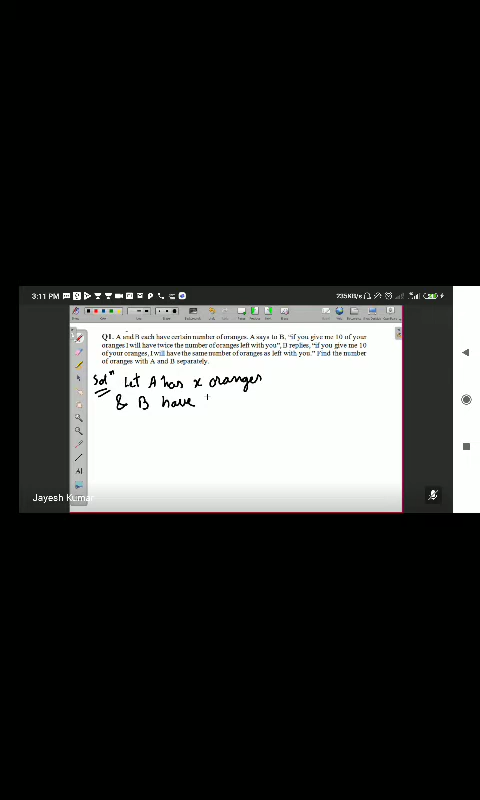 3:11 PM
235KB/s
Q1. A and B each have certain number of oranges. A says to B, "if you give me 10 of your
oranges I will have twice the number of oranges left with you", B replies, "if you give me 10
of your oranges, I will have the same number of oranges as left with you." Find the number
of oranges with A and B separately.
Solⁿ Let A has x oranges
& B have
Jayesh Kumar